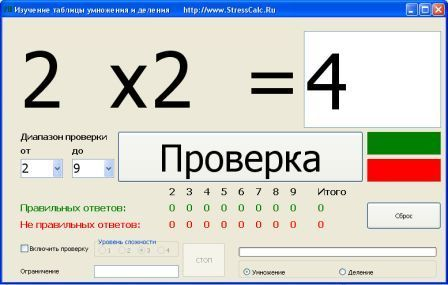 Изучение таблицы умножения и деления http://www.StressCalc.Ru
2 x2 =4
Диапазон проверки
от до
2 9
Проверка
2 3 4 5 6 7 8 9 Итого
Правильных ответов: 0 0 0 0 0 0 0 0 0
Не правильных ответов: 0 0 0 0 0 0 0 0 0
Сброс
Включить проверку
Уровень сложности
1 2 3 4
стоп
Ограничение
Умножение Деление